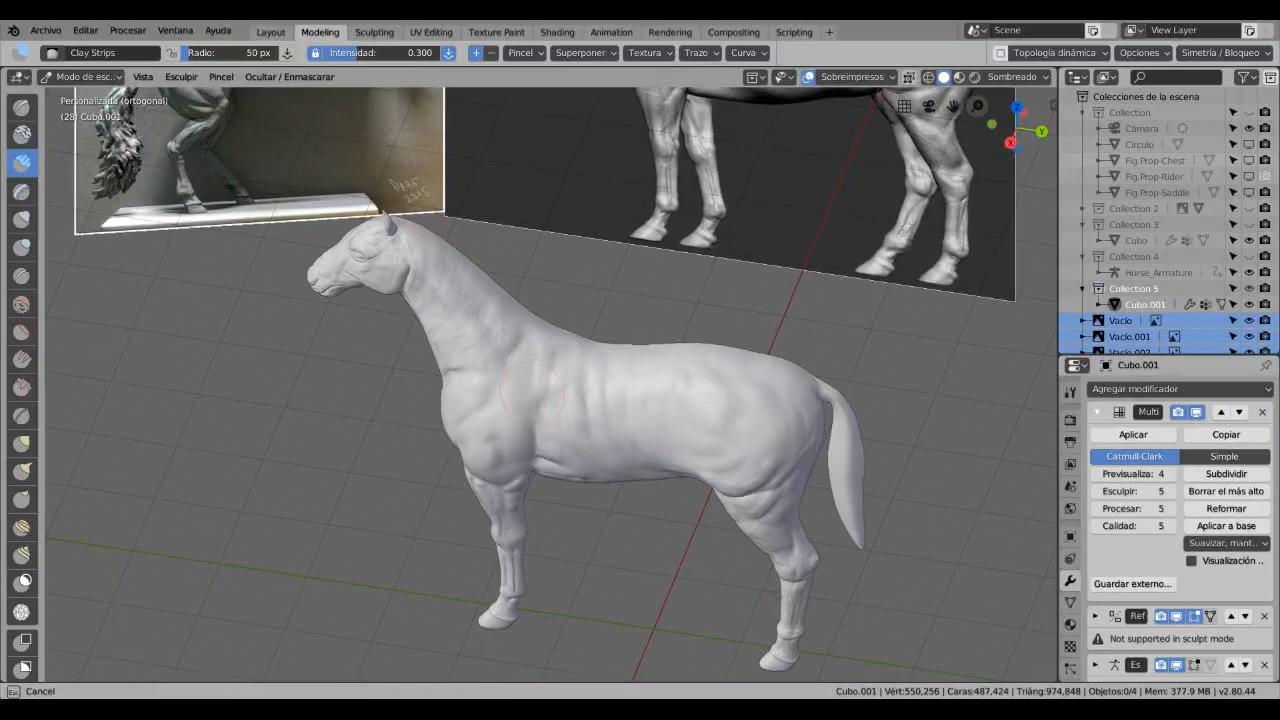 Archivo Editar Procesar Ventana Ayuda Layout Modeling Sculpting UV Editing Texture Paint Shading Animation Rendering Compositing Scripting + Scene View Layer
Clay Strips Radio: 50 px Intensidad: 0.300 + − Pincel Superponer Textura Trazo Curva Topología dinámica Opciones Simetría / Bloqueo
Modo de esc.. Vista Esculpir Pincel Ocultar / Enmascarar Sobreimpresos Sombreado
Personalizada (ortogonal)
(28) Cubo.001
Colecciones de la escena
Collection
Cámara
Círculo
Fig.Prop-Chest
Fig.Prop-Rider
Fig.Prop-Saddle
Collection 2
Collection 3
Cubo
Collection 4
Horse_Armature
Collection 5
Cubo.001
Vacío
Vacío.001
Vacío.002
Z
Y
X
2015
Cubo.001
Agregar modificador
Multi
Aplicar Copiar
Catmull-Clark Simple
Previsualiza: 4 Subdividir
Esculpir: 5 Borrar el más alto
Procesar: 5 Reformar
Calidad: 5 Aplicar a base
Suavizar, mant..
Visualización ..
Guardar externo...
Ref
Not supported in sculpt mode
Es
Esc Cancel Cubo.001 | Vért:550,256 | Caras:487,424 | Triáng:974,848 | Objetos:0/4 | Mem: 377.9 MB | v2.80.44